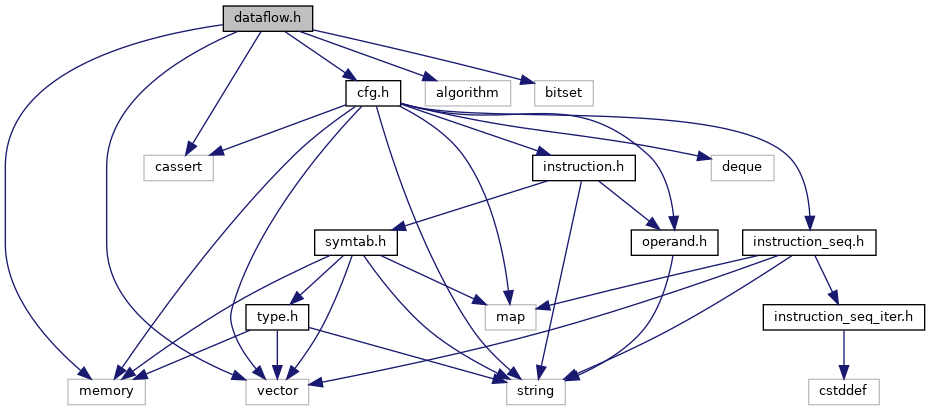 dataflow.h
cfg.h
algorithm
bitset
cassert
instruction.h
deque
symtab.h
operand.h
instruction_seq.h
type.h
map
instruction_seq_iter.h
memory
vector
string
cstddef